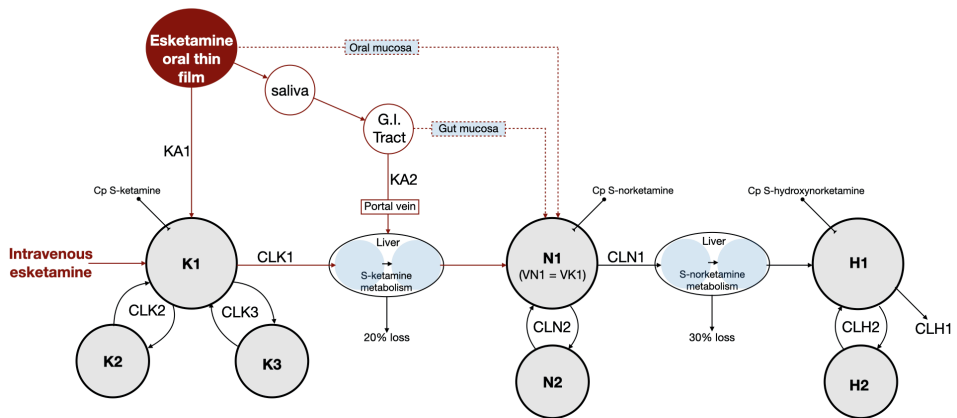 Esketamine
oral thin
film
Oral mucosa
saliva
G.I.
Tract
Gut mucosa
KA1
KA2
Cp S-ketamine
Portal vein
Cp S-norketamine
Cp S-hydroxynorketamine
Intravenous
esketamine
K1
CLK1
Liver
S-ketamine
metabolism
N1
(VN1 = VK1)
CLN1
Liver
S-norketamine
metabolism
H1
CLK2
CLK3
20% loss
CLN2
30% loss
CLH2
CLH1
K2
K3
N2
H2